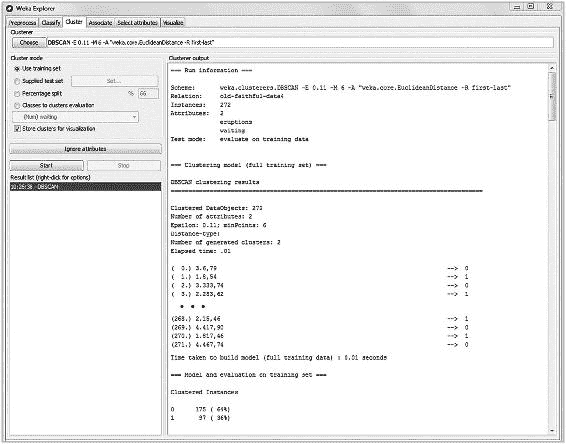 Weka Explorer
Preprocess Classify Cluster Associate Select attributes Visualize
Clusterer
Choose DBSCAN -E 0.11 -M 6 -A "weka.core.EuclideanDistance -R first-last"
Cluster mode
Use training set
Supplied test set Set...
Percentage split % 66
Classes to clusters evaluation
(Num) waiting
Store clusters for visualization
Ignore attributes
Start Stop
Result list (right-click for options)
10:26:38 - DBSCAN
Clusterer output
=== Run information ===
Scheme: weka.clusterers.DBSCAN -E 0.11 -M 6 -A "weka.core.EuclideanDistance -R first-last"
Relation: old-faithful-data4
Instances: 272
Attributes: 2
eruptions
waiting
Test mode: evaluate on training data
=== Clustering model (full training set) ===
DBSCAN clustering results
Clustered DataObjects: 272
Number of attributes: 2
Epsilon: 0.11; minPoints: 6
Distance-type:
Number of generated clusters: 2
Elapsed time: .01
( 0.) 3.6,79 --> 0
( 1.) 1.8,54 --> 1
( 2.) 3.333,74 --> 0
( 3.) 2.283,62 --> 1
(268.) 2.15,46 --> 1
(269.) 4.417,90 --> 0
(270.) 1.817,46 --> 1
(271.) 4.467,74 --> 0
Time taken to build model (full training data) : 0.01 seconds
=== Model and evaluation on training set ===
Clustered Instances
0 175 ( 64%)
1 97 ( 36%)